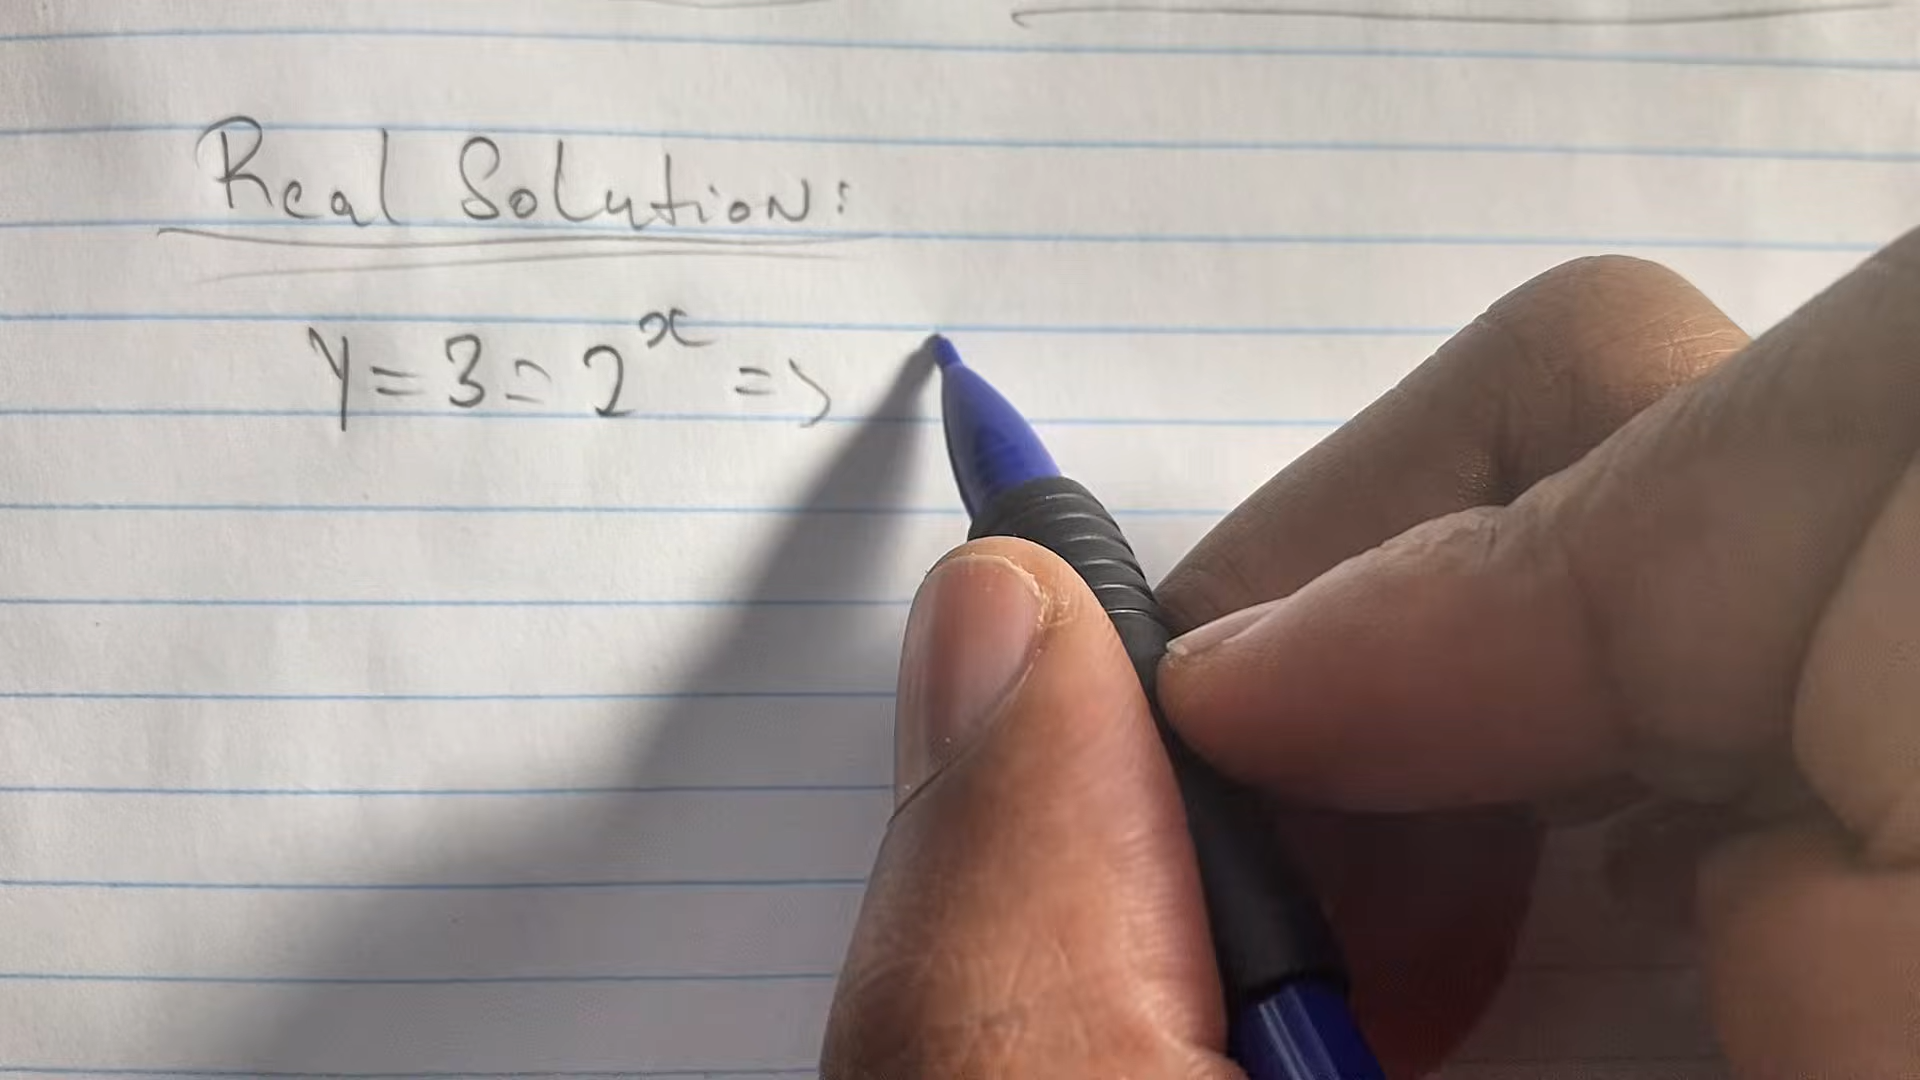 Real Solution:
y = 3 = 2^x =>